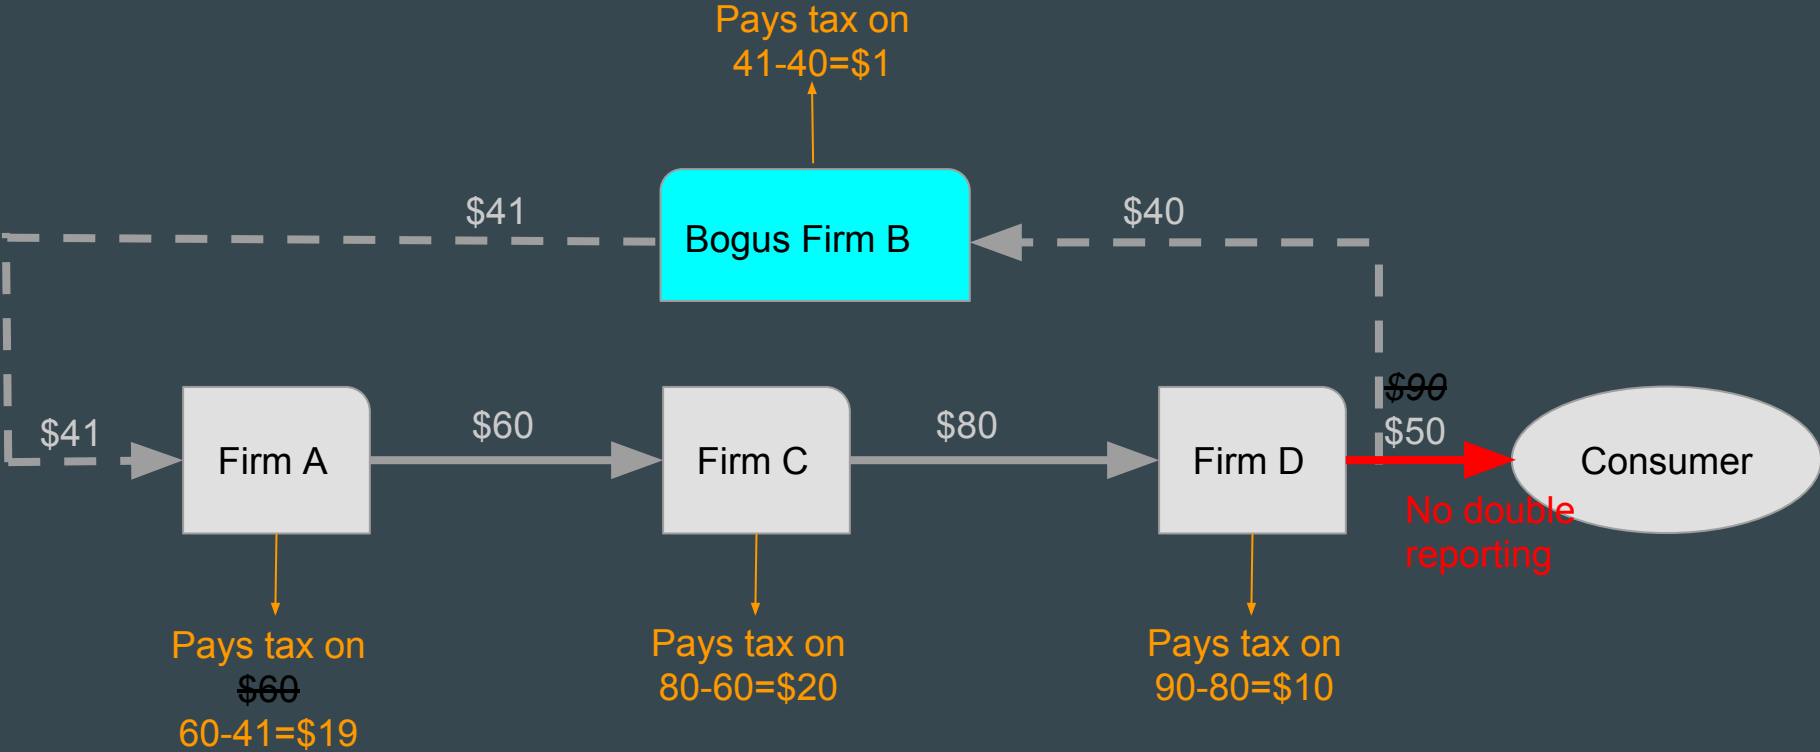 Pays tax on
41-40=$1
$41
Bogus Firm B
$40
$41
Firm A
$60
Firm C
$80
Firm D
$90
$50
Consumer
No double
reporting
Pays tax on
$60
60-41=$19
Pays tax on
80-60=$20
Pays tax on
90-80=$10